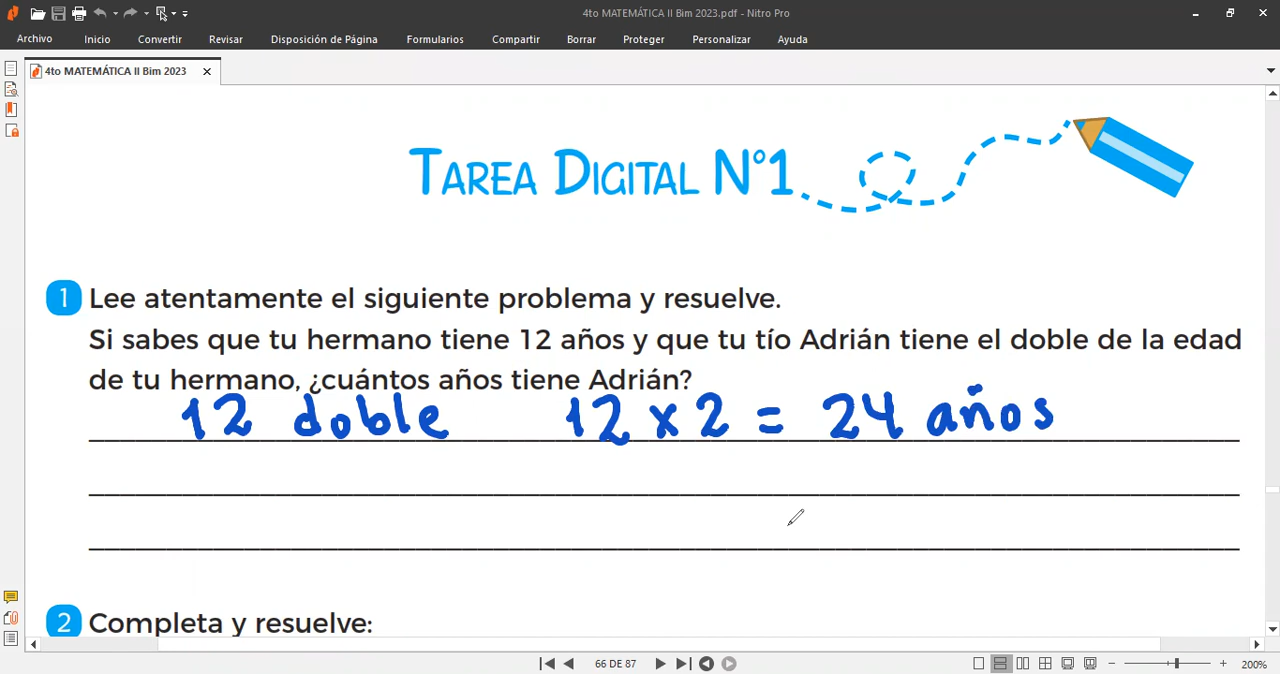 4to MATEMÁTICA II Bim 2023.pdf - Nitro Pro
Archivo Inicio Convertir Revisar Disposición de Página Formularios Compartir Borrar Proteger Personalizar Ayuda
4to MATEMÁTICA II Bim 2023
TAREA DIGITAL N°1
1 Lee atentamente el siguiente problema y resuelve.
Si sabes que tu hermano tiene 12 años y que tu tío Adrián tiene el doble de la edad
de tu hermano, ¿cuántos años tiene Adrián?
12 doble 12 x 2 = 24 años
2 Completa y resuelve:
66 DE 87
200%